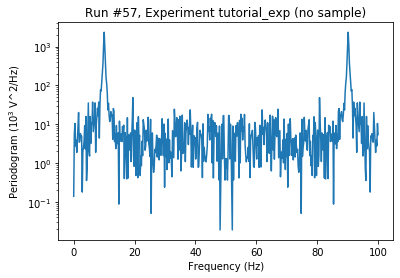 Run #57, Experiment tutorial_exp (no sample)
Periodogram (10³ V^2/Hz)
10³
10²
10¹
10⁰
10⁻¹
0 20 40 60 80 100
Frequency (Hz)